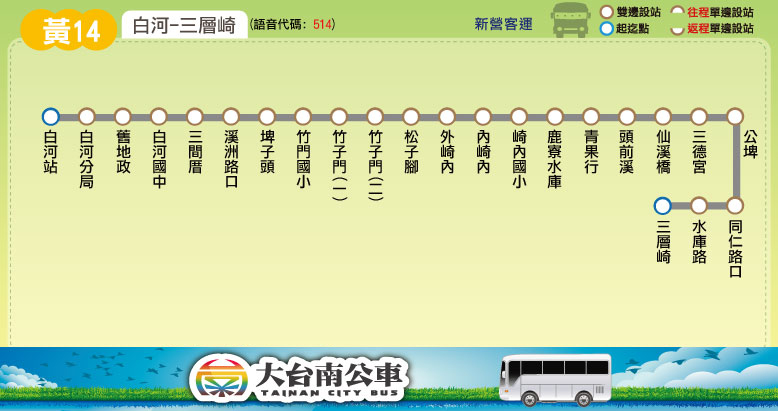 黃14
白河-三層崎
(語音代碼: 514)
新營客運
雙邊設站
往程單邊設站
起迄點
返程單邊設站
白河站
白河分局
舊地政
白河國中
三間厝
溪洲路口
埤子頭
竹門國小
竹子門(一)
竹子門(二)
松子腳
外崎內
內崎內
崎內國小
鹿寮水庫
青果行
頭前溪
仙溪橋
三德宮
公埤
同仁路口
水庫路
三層崎
大台南公車
TAINAN CITY BUS